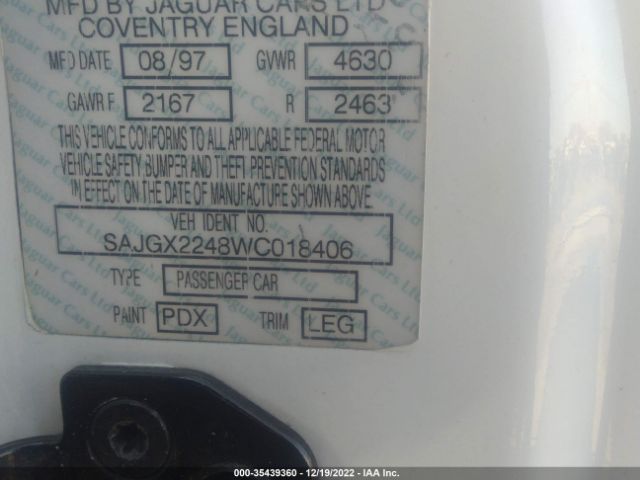 MFD BY JAGUAR CARS LTD
COVENTRY ENGLAND
MFD DATE 08/97 GVWR 4630
GAWR F 2167 R 2463
THIS VEHICLE CONFORMS TO ALL APPLICABLE FEDERAL MOTOR
VEHICLE SAFETY BUMPER AND THEFT PREVENTION STANDARDS
IN EFFECT ON THE DATE OF MANUFACTURE SHOWN ABOVE
VEH IDENT NO.
SAJGX2248WC018406
TYPE PASSENGER CAR
PAINT PDX TRIM LEG
000-35439360 - 12/19/2022 - IAA Inc.